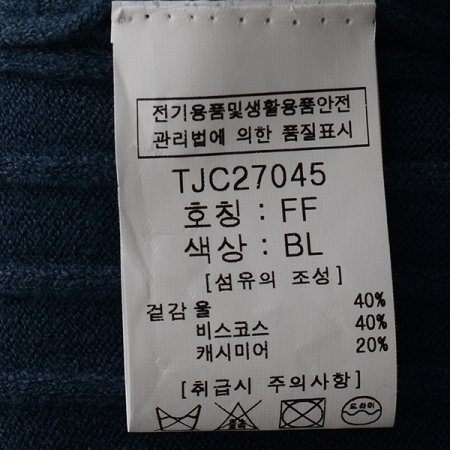 전기용품및생활용품안전
관리법에 의한 품질표시
TJC27045
호칭 : FF
색상 : BL
[섬유의 조성]
겉감 울 40%
비스코스 40%
캐시미어 20%
[취급시 주의사항]
드라이